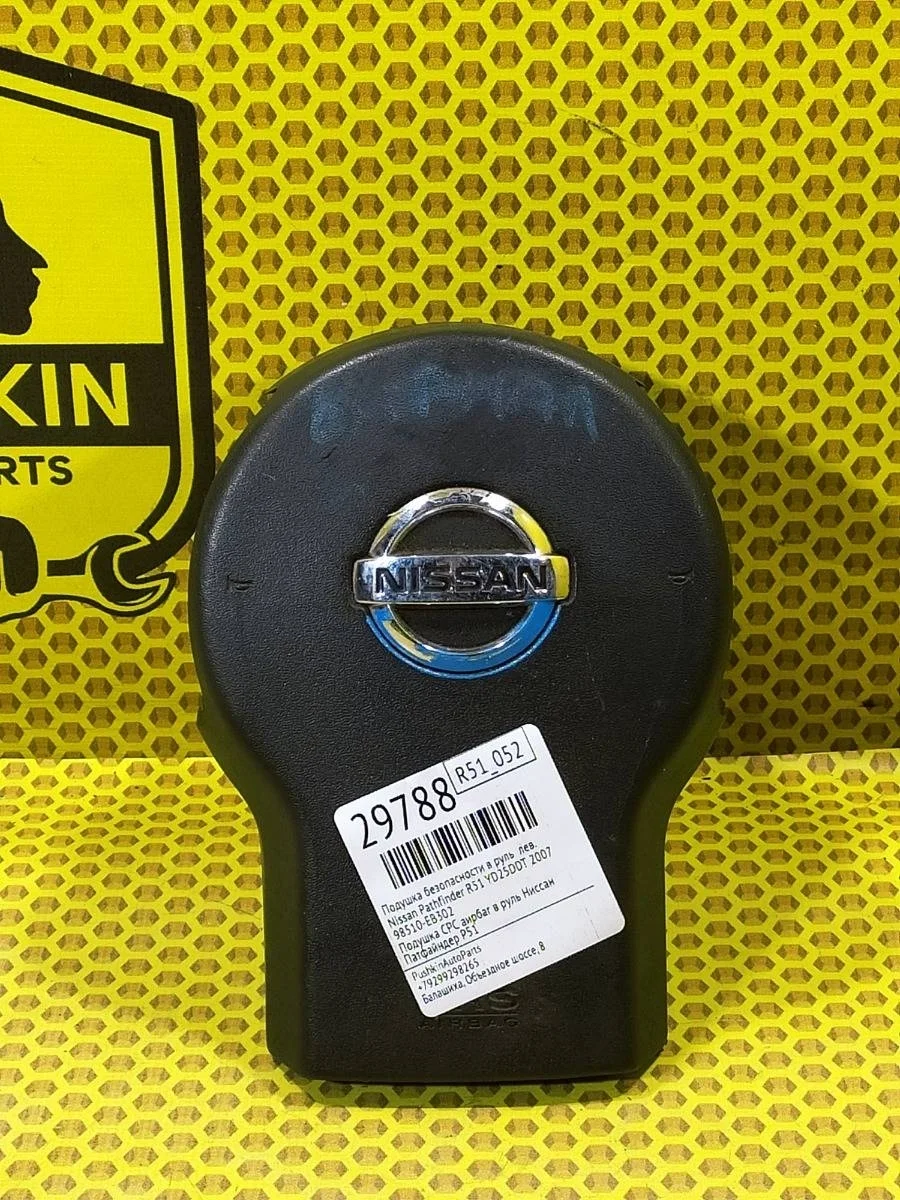 KIN
RTS
NISSAN
29788
R51_052
Подушка безопасности в руль лев.
Nissan Pathfinder R51 YD25DDT 2007
98510-EB302
Подушка СРС аирбаг в руль Ниссан
Патфайндер Р51
PushkinAutoParts
+79299298265
Балашиха, Объездное шоссе, 8
AIRBAG